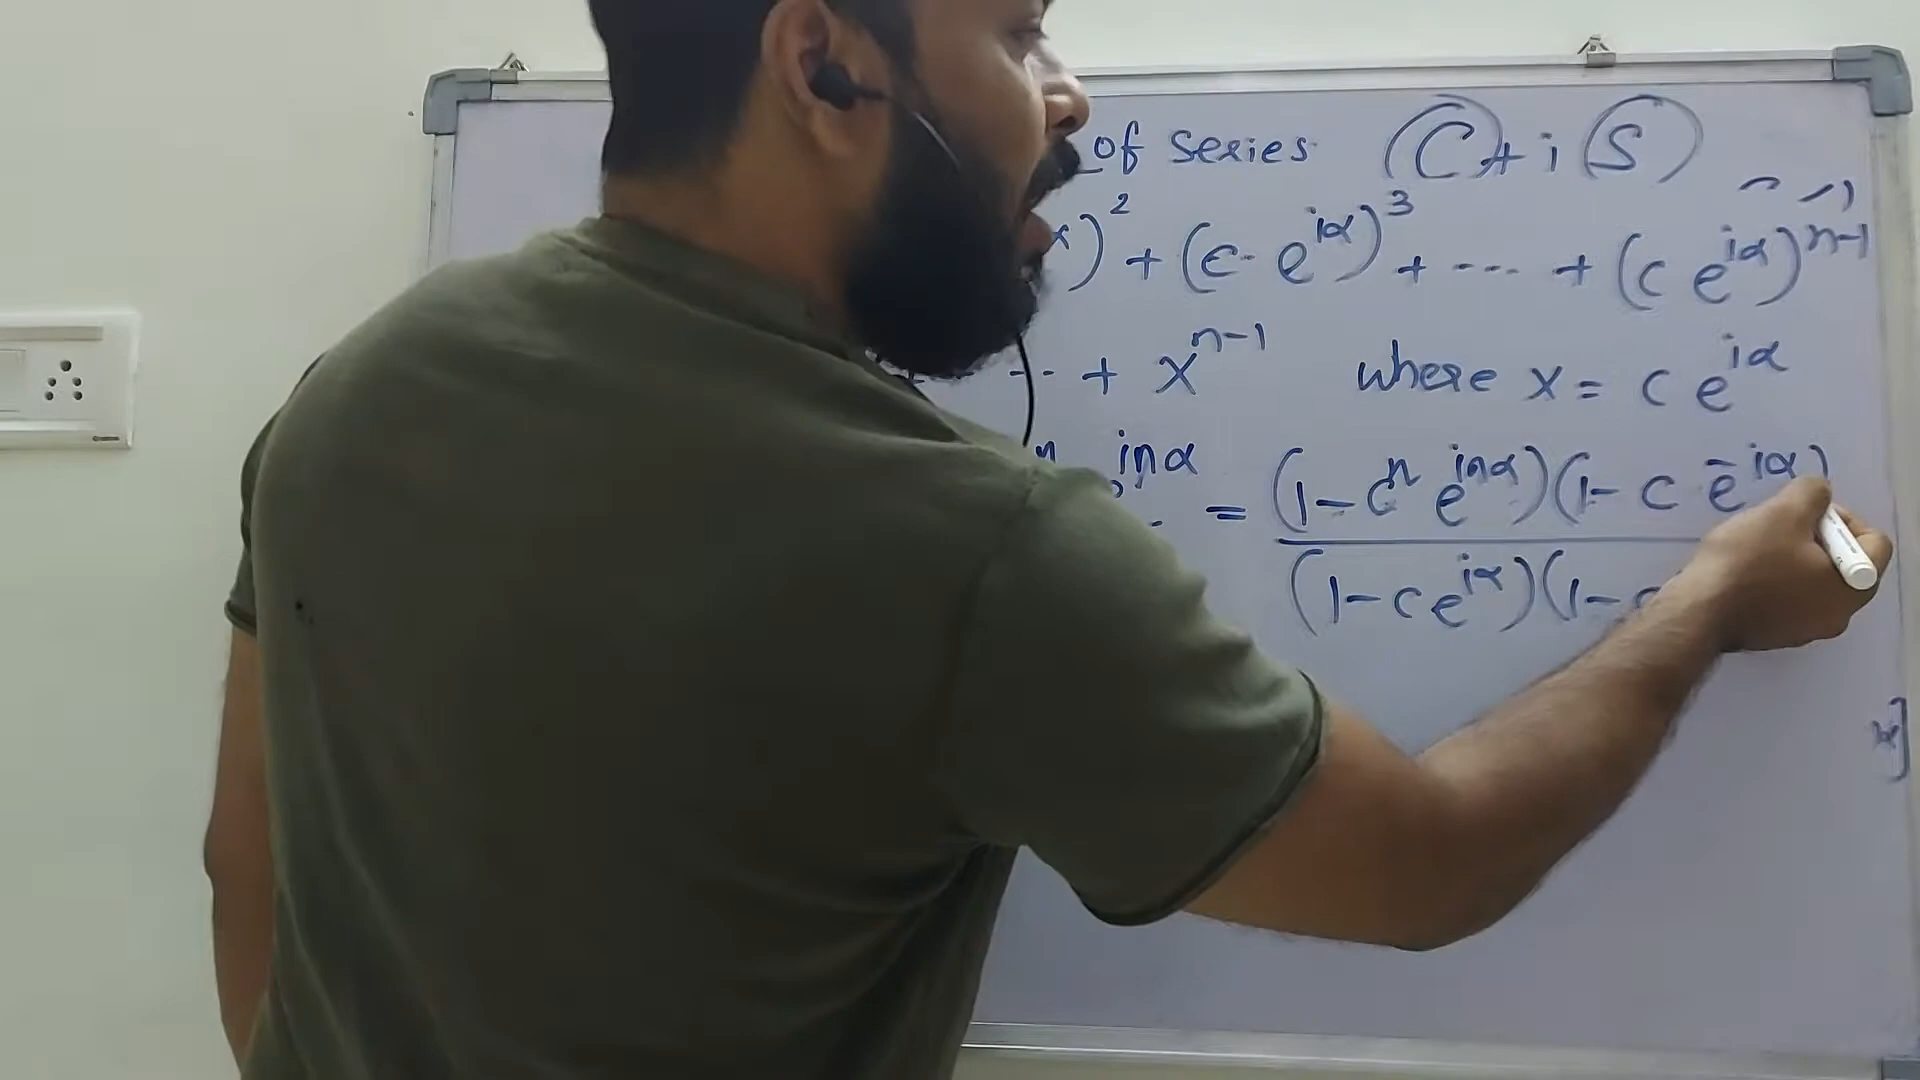 of series (C) + i (S)
)² + (c · e^{iα})³ + --- + (c e^{iα})^{n-1}
+ x^{n-1} where x = c e^{iα}
n inα = (1 - cⁿ e^{inα})(1 - c e^{-iα})
(1 - c e^{iα})(1 -